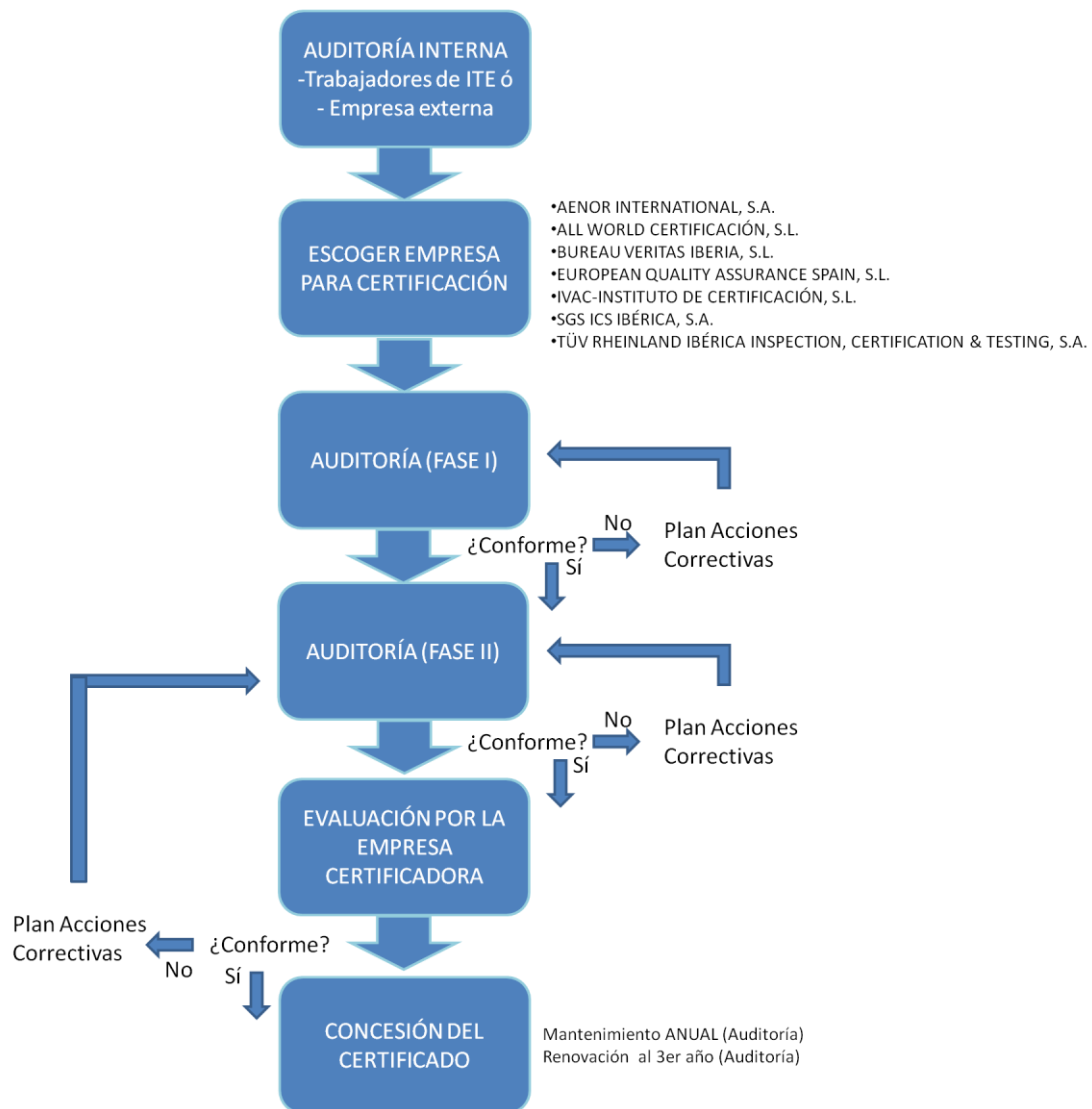 AUDITORÍA INTERNA
-Trabajadores de ITE ó
- Empresa externa
ESCOGER EMPRESA
PARA CERTIFICACIÓN
•AENOR INTERNATIONAL, S.A.
•ALL WORLD CERTIFICACIÓN, S.L.
•BUREAU VERITAS IBERIA, S.L.
•EUROPEAN QUALITY ASSURANCE SPAIN, S.L.
•IVAC-INSTITUTO DE CERTIFICACIÓN, S.L.
•SGS ICS IBÉRICA, S.A.
•TÜV RHEINLAND IBÉRICA INSPECTION, CERTIFICATION & TESTING, S.A.
AUDITORÍA (FASE I)
¿Conforme?
No
Sí
Plan Acciones
Correctivas
AUDITORÍA (FASE II)
¿Conforme?
No
Sí
Plan Acciones
Correctivas
EVALUACIÓN POR LA
EMPRESA
CERTIFICADORA
¿Conforme?
No
Sí
Plan Acciones
Correctivas
CONCESIÓN DEL
CERTIFICADO
Mantenimiento ANUAL (Auditoría)
Renovación al 3er año (Auditoría)